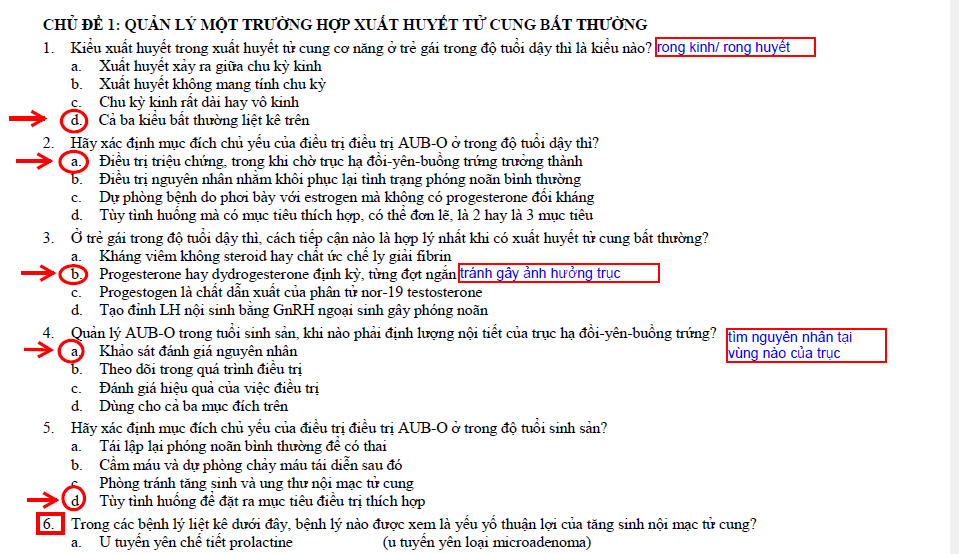 CHỦ ĐỀ 1: QUẢN LÝ MỘT TRƯỜNG HỢP XUẤT HUYẾT TỬ CUNG BẤT THƯỜNG
1. Kiểu xuất huyết trong xuất huyết tử cung cơ năng ở trẻ gái trong độ tuổi dậy thì là kiểu nào? rong kinh/ rong huyết
a. Xuất huyết xảy ra giữa chu kỳ kinh
b. Xuất huyết không mang tính chu kỳ
c. Chu kỳ kinh rất dài hay vô kinh
d. Cả ba kiểu bất thường liệt kê trên
2. Hãy xác định mục đích chủ yếu của điều trị điều trị AUB-O ở trong độ tuổi dậy thì?
a. Điều trị triệu chứng, trong khi chờ trục hạ đồi-yên-buồng trứng trưởng thành
b. Điều trị nguyên nhân nhằm khôi phục lại tình trạng phóng noãn bình thường
c. Dự phòng bệnh do phơi bày với estrogen mà không có progesterone đối kháng
d. Tùy tình huống mà có mục tiêu thích hợp, có thể đơn lẽ, là 2 hay là 3 mục tiêu
3. Ở trẻ gái trong độ tuổi dậy thì, cách tiếp cận nào là hợp lý nhất khi có xuất huyết tử cung bất thường?
a. Kháng viêm không steroid hay chất ức chế ly giải fibrin
b. Progesterone hay dydrogesterone định kỳ, từng đợt ngắn tránh gây ảnh hưởng trục
c. Progestogen là chất dẫn xuất của phân tử nor-19 testosterone
d. Tạo đỉnh LH nội sinh bằng GnRH ngoại sinh gây phóng noãn
4. Quản lý AUB-O trong tuổi sinh sản, khi nào phải định lượng nội tiết của trục hạ đồi-yên-buồng trứng? tìm nguyên nhân tại
vùng nào của trục
a. Khảo sát đánh giá nguyên nhân
b. Theo dõi trong quá trình điều trị
c. Đánh giá hiệu quả của việc điều trị
d. Dùng cho cả ba mục đích trên
5. Hãy xác định mục đích chủ yếu của điều trị điều trị AUB-O ở trong độ tuổi sinh sản?
a. Tái lập lại phóng noãn bình thường để có thai
b. Cầm máu và dự phòng chảy máu tái diễn sau đó
c. Phòng tránh tăng sinh và ung thư nội mạc tử cung
d. Tùy tình huống để đặt ra mục tiêu điều trị thích hợp
6. Trong các bệnh lý liệt kê dưới đây, bệnh lý nào được xem là yếu yố thuận lợi của tăng sinh nội mạc tử cung?
a. U tuyến yên chế tiết prolactine (u tuyến yên loại microadenoma)